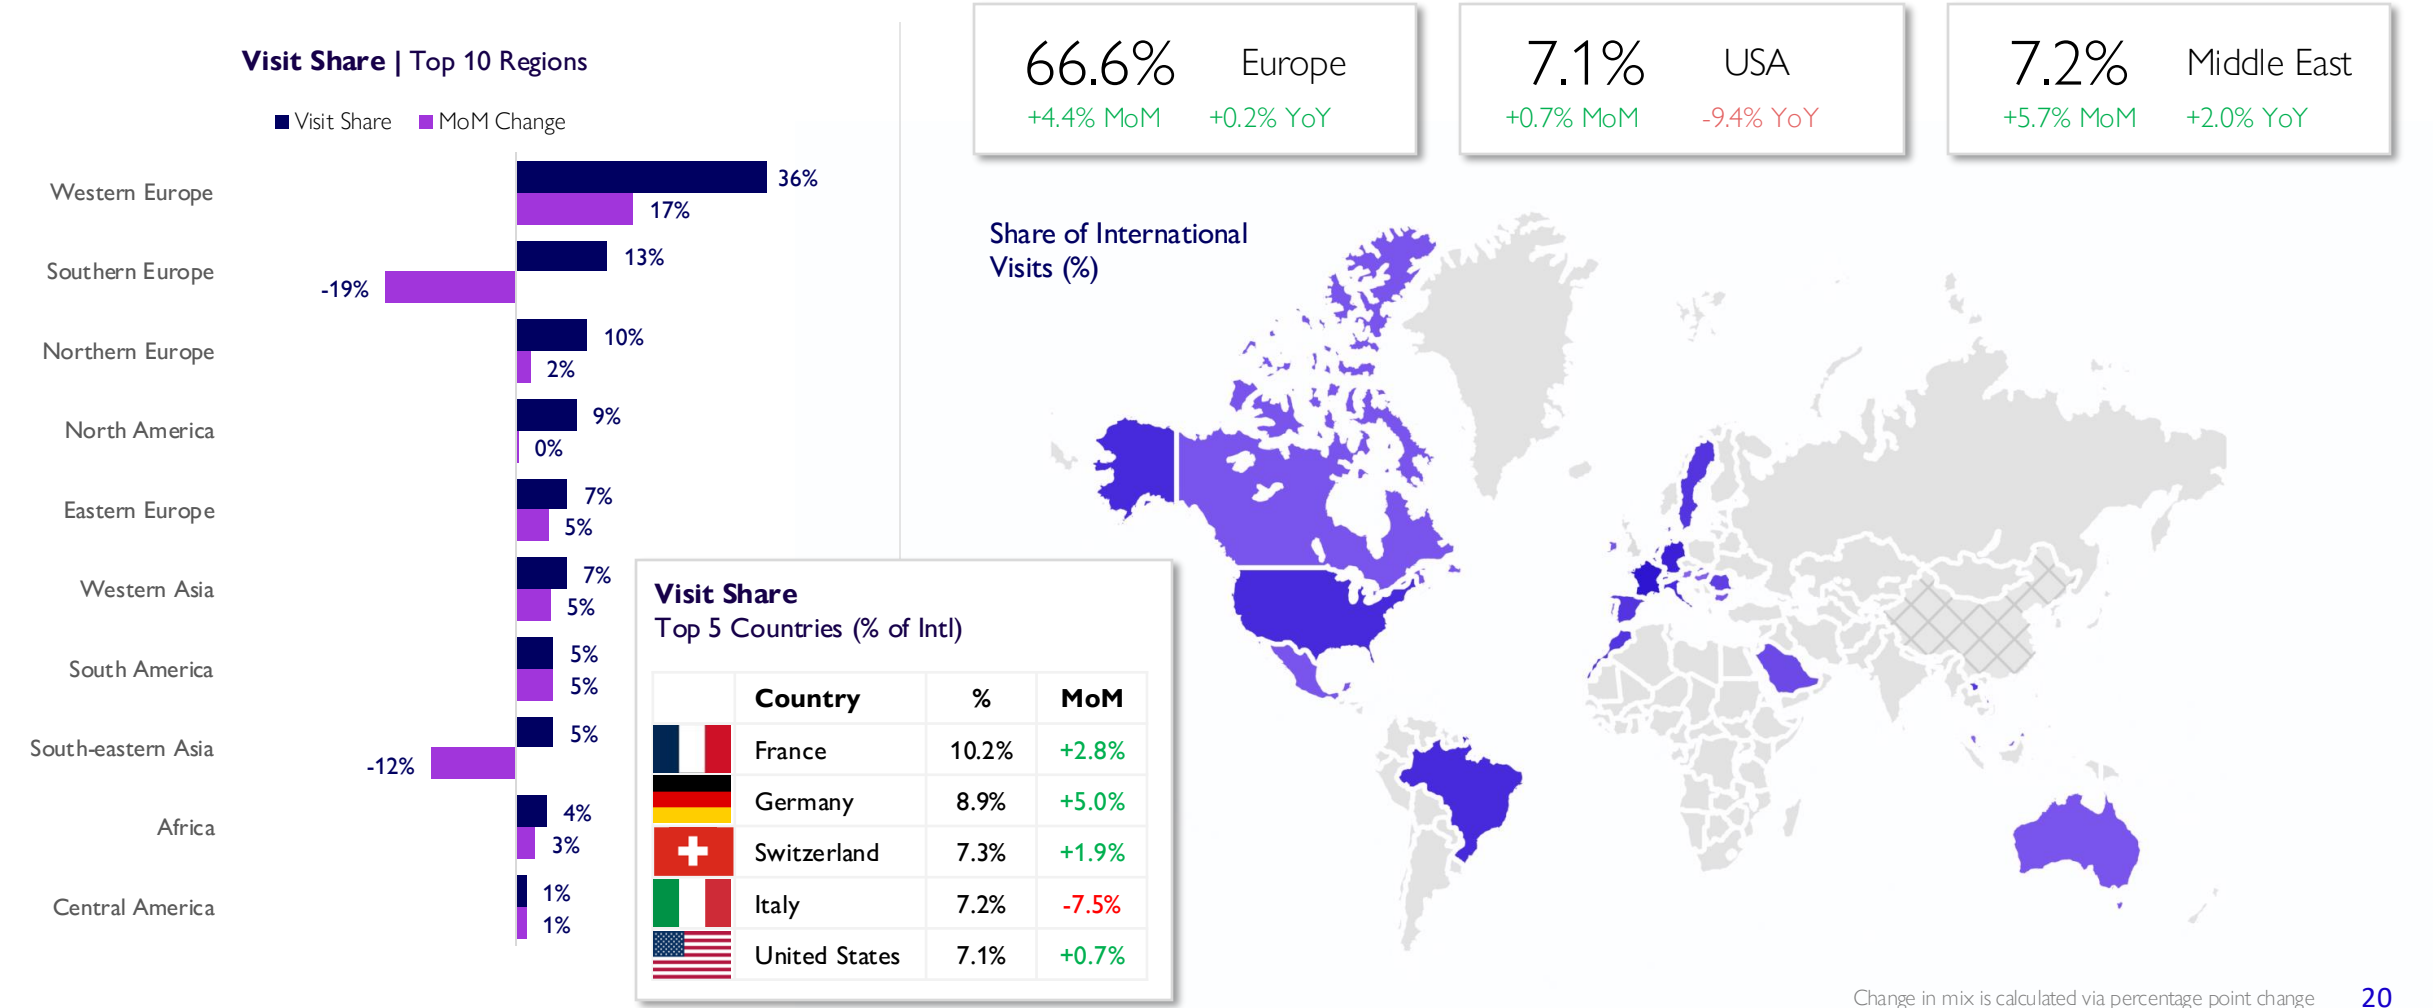 Visit Share | Top 10 Regions
Visit Share MoM Change
Western Europe 36%
17%
Southern Europe 13%
-19%
Northern Europe 10%
2%
North America 9%
0%
Eastern Europe 7%
5%
Western Asia 7%
5%
South America 5%
5%
South-eastern Asia 5%
-12%
Africa 4%
3%
Central America 1%
1%
Visit Share
Top 5 Countries (% of Intl)
Country % MoM
France 10.2% +2.8%
Germany 8.9% +5.0%
Switzerland 7.3% +1.9%
Italy 7.2% -7.5%
United States 7.1% +0.7%
66.6% Europe
+4.4% MoM +0.2% YoY
7.1% USA
+0.7% MoM -9.4% YoY
7.2% Middle East
+5.7% MoM +2.0% YoY
Share of International
Visits (%)
Change in mix is calculated via percentage point change 20